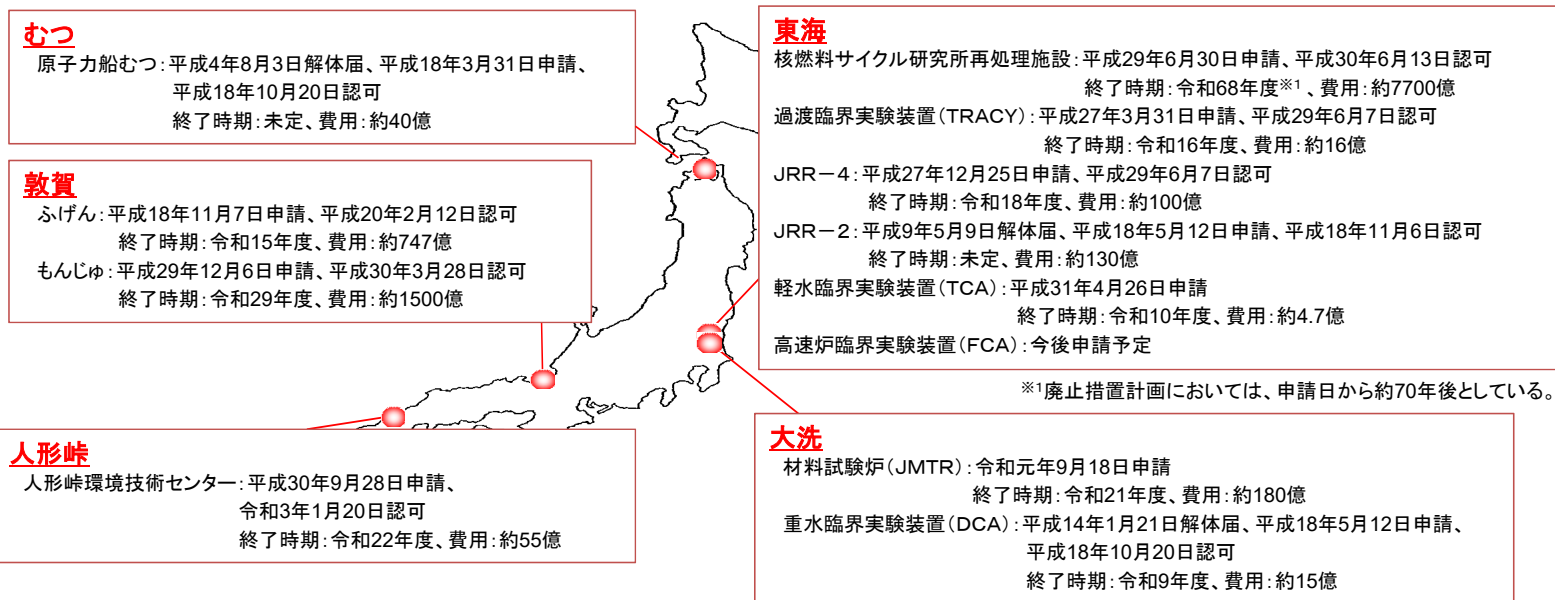 むつ
原子力船むつ：平成4年8月3日解体届、平成18年3月31日申請、
平成18年10月20日認可
終了時期：未定、費用：約40億
敦賀
ふげん：平成18年11月7日申請、平成20年2月12日認可
終了時期：令和15年度、費用：約747億
もんじゅ：平成29年12月6日申請、平成30年3月28日認可
終了時期：令和29年度、費用：約1500億
人形峠
人形峠環境技術センター：平成30年9月28日申請、
令和3年1月20日認可
終了時期：令和22年度、費用：約55億
東海
核燃料サイクル研究所再処理施設：平成29年6月30日申請、平成30年6月13日認可
終了時期：令和68年度※1、費用：約7700億
過渡臨界実験装置（TRACY）：平成27年3月31日申請、平成29年6月7日認可
終了時期：令和16年度、費用：約16億
JRR－4：平成27年12月25日申請、平成29年6月7日認可
終了時期：令和18年度、費用：約100億
JRR－2：平成9年5月9日解体届、平成18年5月12日申請、平成18年11月6日認可
終了時期：未定、費用：約130億
軽水臨界実験装置（TCA）：平成31年4月26日申請
終了時期：令和10年度、費用：約4.7億
高速炉臨界実験装置（FCA）：今後申請予定
※1廃止措置計画においては、申請日から約70年後としている。
大洗
材料試験炉（JMTR）：令和元年9月18日申請
終了時期：令和21年度、費用：約180億
重水臨界実験装置（DCA）：平成14年1月21日解体届、平成18年5月12日申請、
平成18年10月20日認可
終了時期：令和9年度、費用：約15億